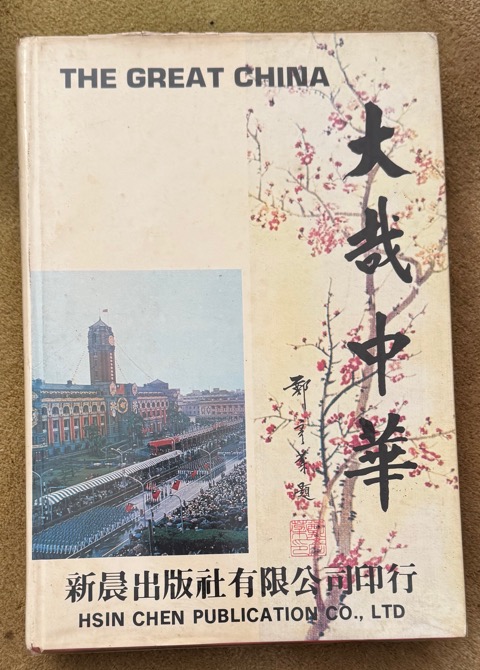 THE GREAT CHINA
大哉中華
新晨出版社有限公司印行
HSIN CHEN PUBLICATION CO., LTD